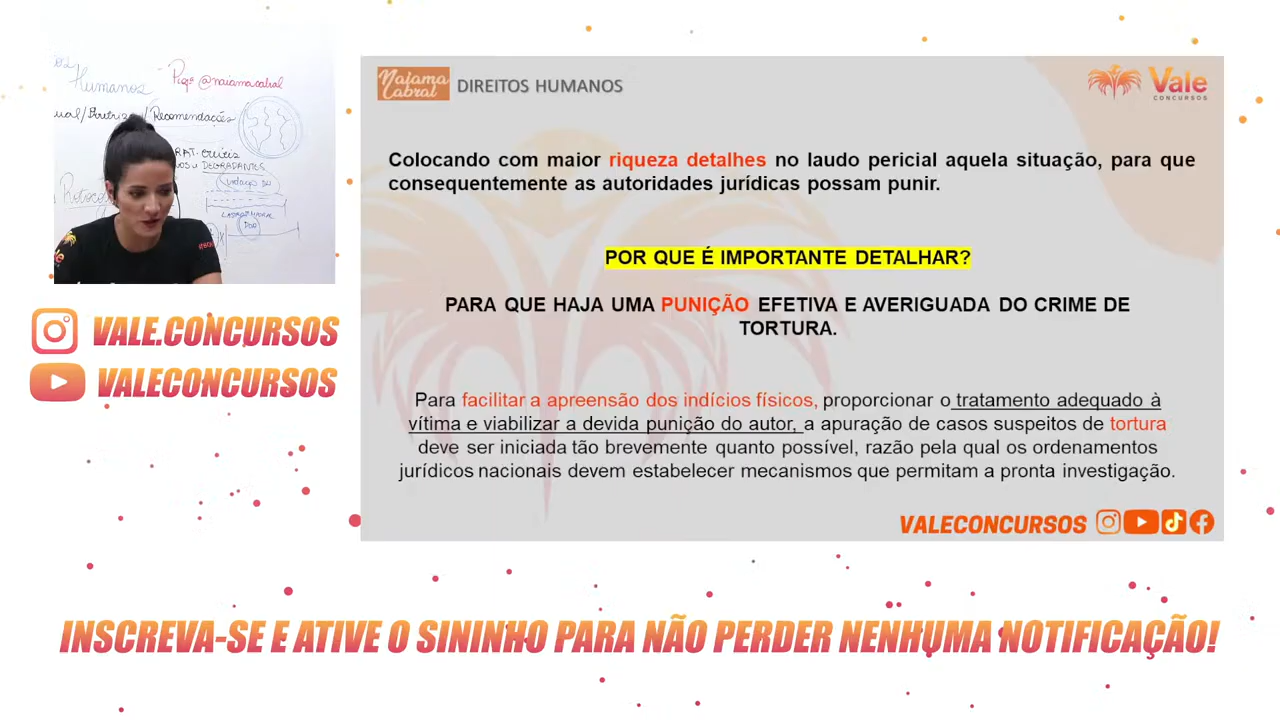 Humanos
Profª @naiamacabral
Recomendações
DEGRADANTES
VALE.CONCURSOS
VALECONCURSOS
Naiama
Cabral
DIREITOS HUMANOS
Vale
CONCURSOS
Colocando com maior riqueza detalhes no laudo pericial aquela situação, para que
consequentemente as autoridades jurídicas possam punir.
POR QUE É IMPORTANTE DETALHAR?
PARA QUE HAJA UMA PUNIÇÃO EFETIVA E AVERIGUADA DO CRIME DE
TORTURA.
Para facilitar a apreensão dos indícios físicos, proporcionar o tratamento adequado à
vítima e viabilizar a devida punição do autor, a apuração de casos suspeitos de tortura
deve ser iniciada tão brevemente quanto possível, razão pela qual os ordenamentos
jurídicos nacionais devem estabelecer mecanismos que permitam a pronta investigação.
VALECONCURSOS
INSCREVA-SE E ATIVE O SININHO PARA NÃO PERDER NENHUMA NOTIFICAÇÃO!